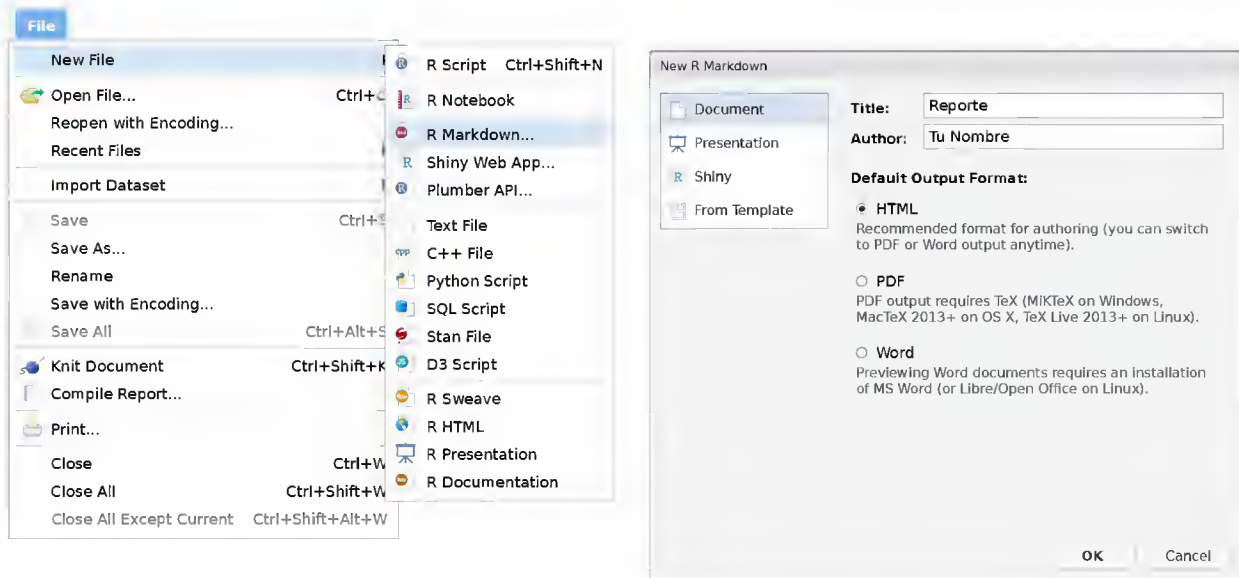 File
New File
Open File... Ctrl+
Reopen with Encoding...
Recent Files
Import Dataset
Save Ctrl+S
Save As...
Rename
Save with Encoding...
Save All Ctrl+Alt+S
Knit Document Ctrl+Shift+K
Compile Report...
Print...
Close Ctrl+W
Close All Ctrl+Shift+W
Close All Except Current Ctrl+Shift+Alt+W
R Script Ctrl+Shift+N
R Notebook
R Markdown...
Shiny Web App...
Plumber API...
Text File
C++ File
Python Script
SQL Script
Stan File
D3 Script
R Sweave
R HTML
R Presentation
R Documentation
New R Markdown
Document
Presentation
Shiny
From Template
Title: Reporte
Author: Tu Nombre
Default Output Format:
HTML
Recommended format for authoring (you can switch
to PDF or Word output anytime).
PDF
PDF output requires TeX (MiKTeX on Windows,
MacTeX 2013+ on OS X, TeX Live 2013+ on Linux).
Word
Previewing Word documents requires an installation
of MS Word (or Libre/Open Office on Linux).
OK Cancel